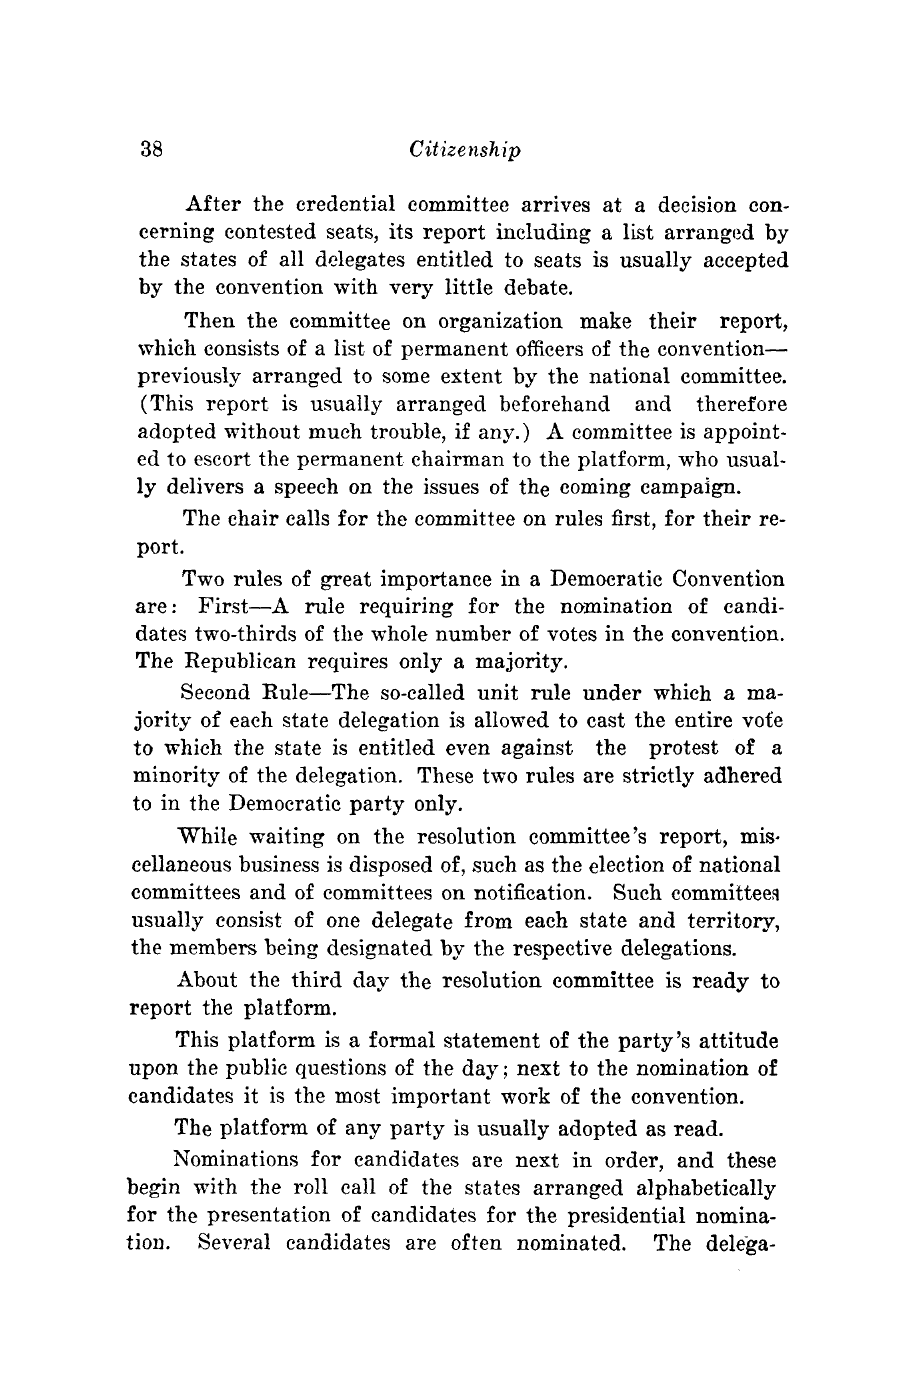 38 Citizenship
After the credential committee arrives at a decision con-
cerning contested seats, its report including a list arranged by
the states of all delegates entitled to seats is usually accepted
by the convention with very little debate.
Then the committee on organization make their report,
which consists of a list of permanent officers of the convention—
previously arranged to some extent by the national committee.
(This report is usually arranged beforehand and therefore
adopted without much trouble, if any.) A committee is appoint-
ed to escort the permanent chairman to the platform, who usual-
ly delivers a speech on the issues of the coming campaign.
The chair calls for the committee on rules first, for their re-
port.
Two rules of great importance in a Democratic Convention
are: First—A rule requiring for the nomination of candi-
dates two-thirds of the whole number of votes in the convention.
The Republican requires only a majority.
Second Rule—The so-called unit rule under which a ma-
jority of each state delegation is allowed to cast the entire vote
to which the state is entitled even against the protest of a
minority of the delegation. These two rules are strictly adhered
to in the Democratic party only.
While waiting on the resolution committee's report, mis-
cellaneous business is disposed of, such as the election of national
committees and of committees on notification. Such committees
usually consist of one delegate from each state and territory,
the members being designated by the respective delegations.
About the third day the resolution committee is ready to
report the platform.
This platform is a formal statement of the party's attitude
upon the public questions of the day; next to the nomination of
candidates it is the most important work of the convention.
The platform of any party is usually adopted as read.
Nominations for candidates are next in order, and these
begin with the roll call of the states arranged alphabetically
for the presentation of candidates for the presidential nomina-
tion. Several candidates are often nominated. The delega-